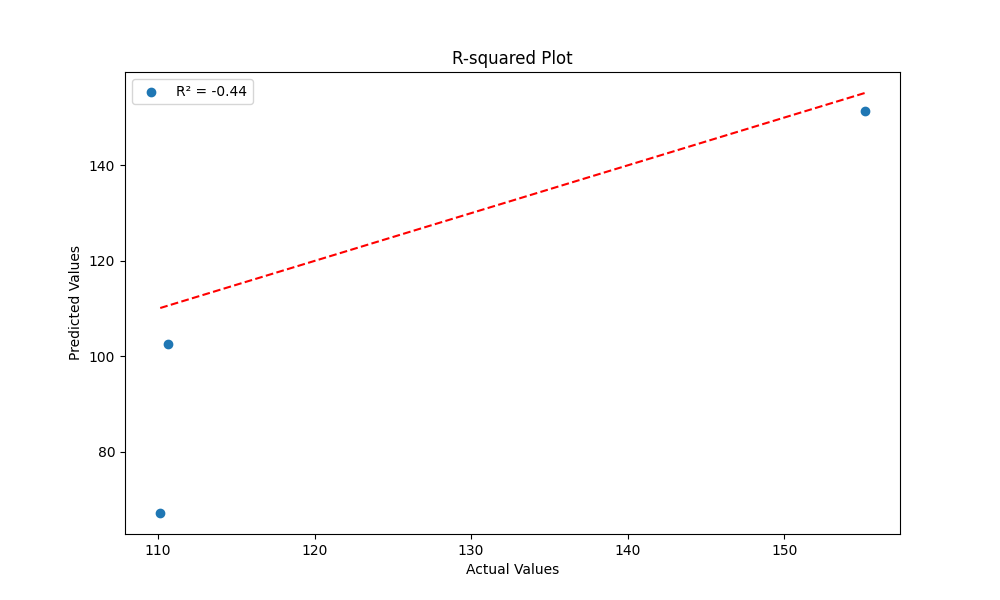 R-squared Plot
R² = -0.44
140
120
100
80
Predicted Values
110
120
130
140
150
Actual Values